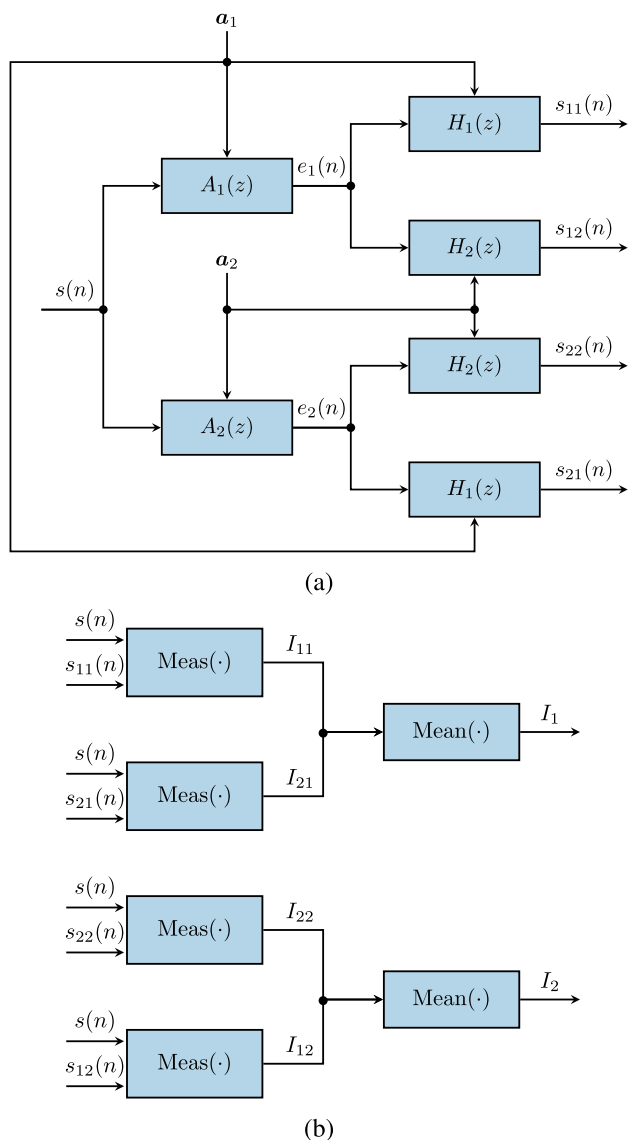 a₁
H₁(z) s₁₁(n)
A₁(z) e₁(n)
H₂(z) s₁₂(n)
a₂
s(n)
H₂(z) s₂₂(n)
A₂(z) e₂(n)
H₁(z) s₂₁(n)
(a)
s(n)
s₁₁(n) Meas(·) I₁₁
Mean(·) I₁
s(n)
s₂₁(n) Meas(·) I₂₁
s(n)
s₂₂(n) Meas(·) I₂₂
Mean(·) I₂
s(n)
s₁₂(n) Meas(·) I₁₂
(b)